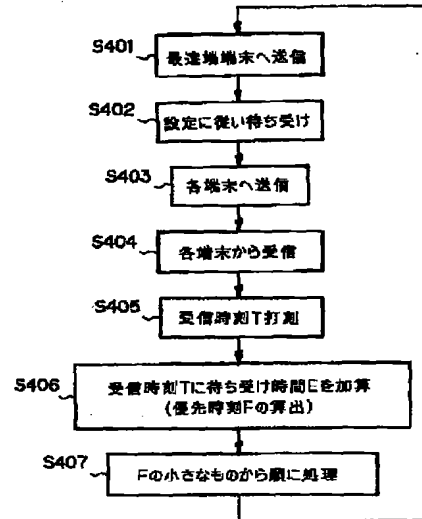 S401
最遠端端末へ送信
S402
設定に従い待ち受け
S403
各端末へ送信
S404
各端末から受信
S405
受信時刻T打刻
S406
受信時刻Tに待ち受け時間Eを加算
(優先時刻Fの算出)
S407
Fの小さなものから順に処理